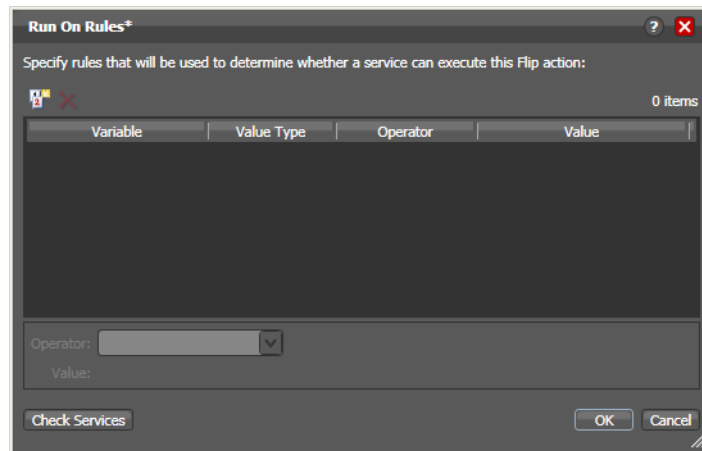 Run On Rules*
?
Specify rules that will be used to determine whether a service can execute this Flip action:
0 items
Variable Value Type Operator Value
Operator:
Value:
Check Services OK Cancel